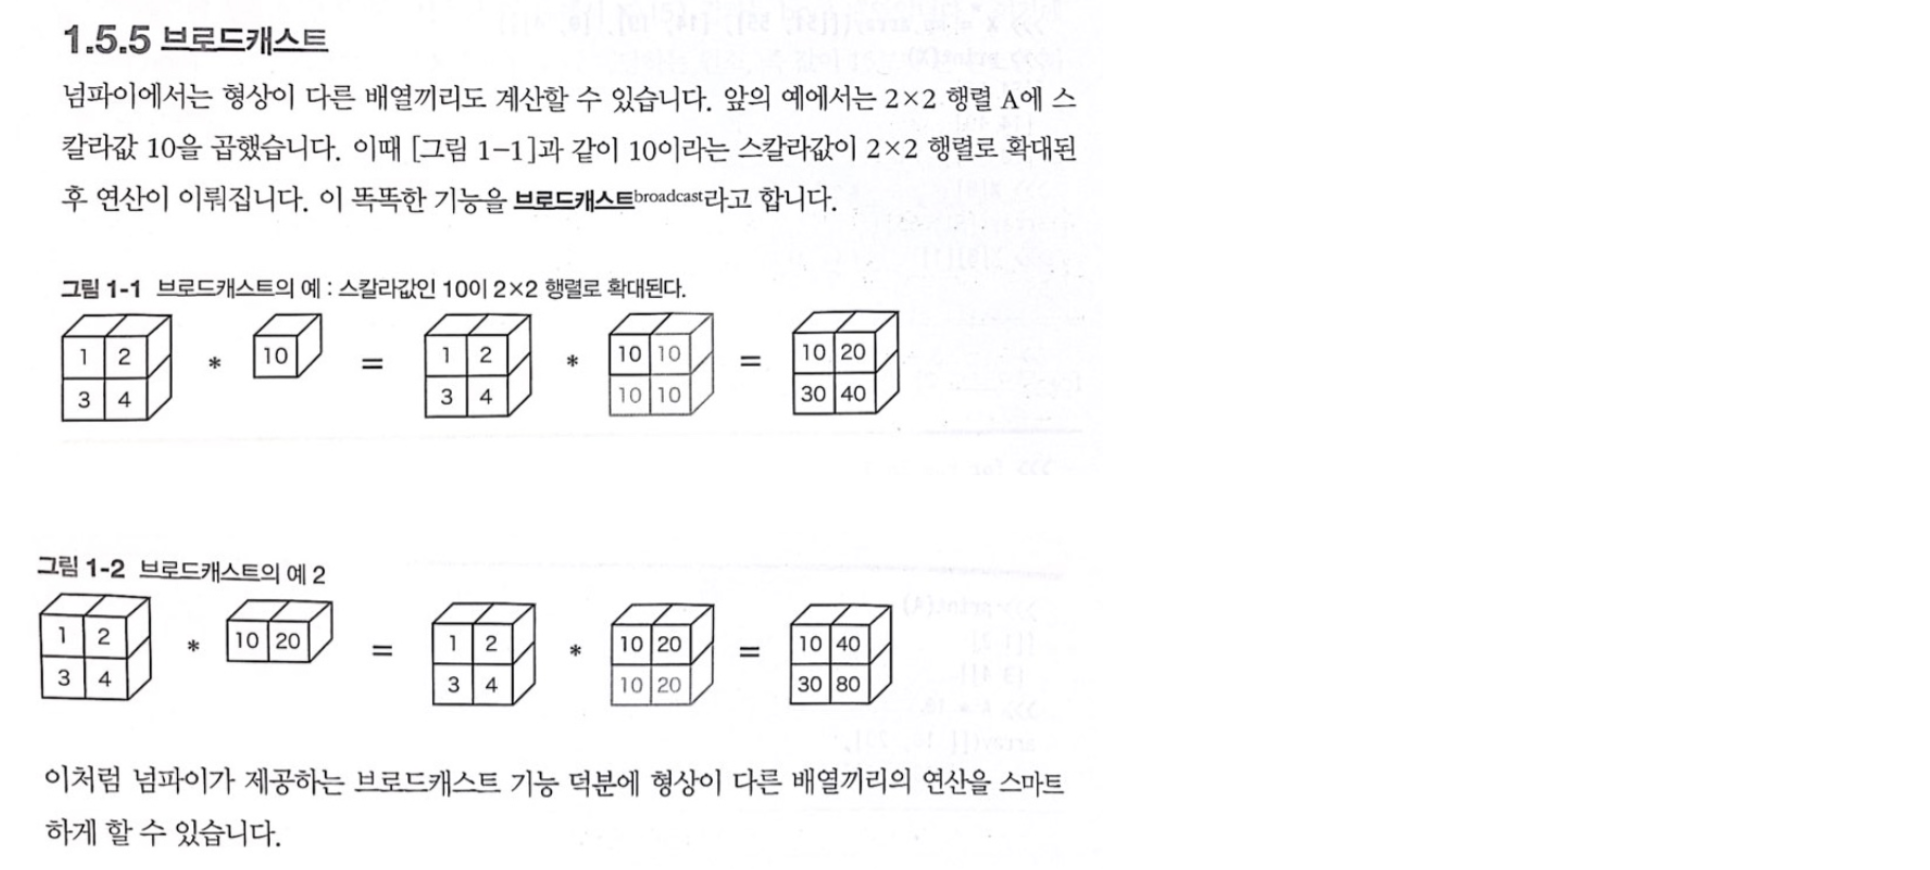 1.5.5 브로드캐스트
넘파이에서는 형상이 다른 배열끼리도 계산할 수 있습니다. 앞의 예에서는 2×2 행렬 A에 스
칼라값 10을 곱했습니다. 이때 [그림 1-1]과 같이 10이라는 스칼라값이 2×2 행렬로 확대된
후 연산이 이뤄집니다. 이 똑똑한 기능을 브로드캐스트broadcast라고 합니다.
그림 1-1 브로드캐스트의 예 : 스칼라값인 10이 2×2 행렬로 확대된다.
1 2 * 10 = 1 2 * 10 10 = 10 20
3 4 3 4 10 10 30 40
그림 1-2 브로드캐스트의 예 2
1 2 * 10 20 = 1 2 * 10 20 = 10 40
3 4 3 4 10 20 30 80
이처럼 넘파이가 제공하는 브로드캐스트 기능 덕분에 형상이 다른 배열끼리의 연산을 스마트
하게 할 수 있습니다.